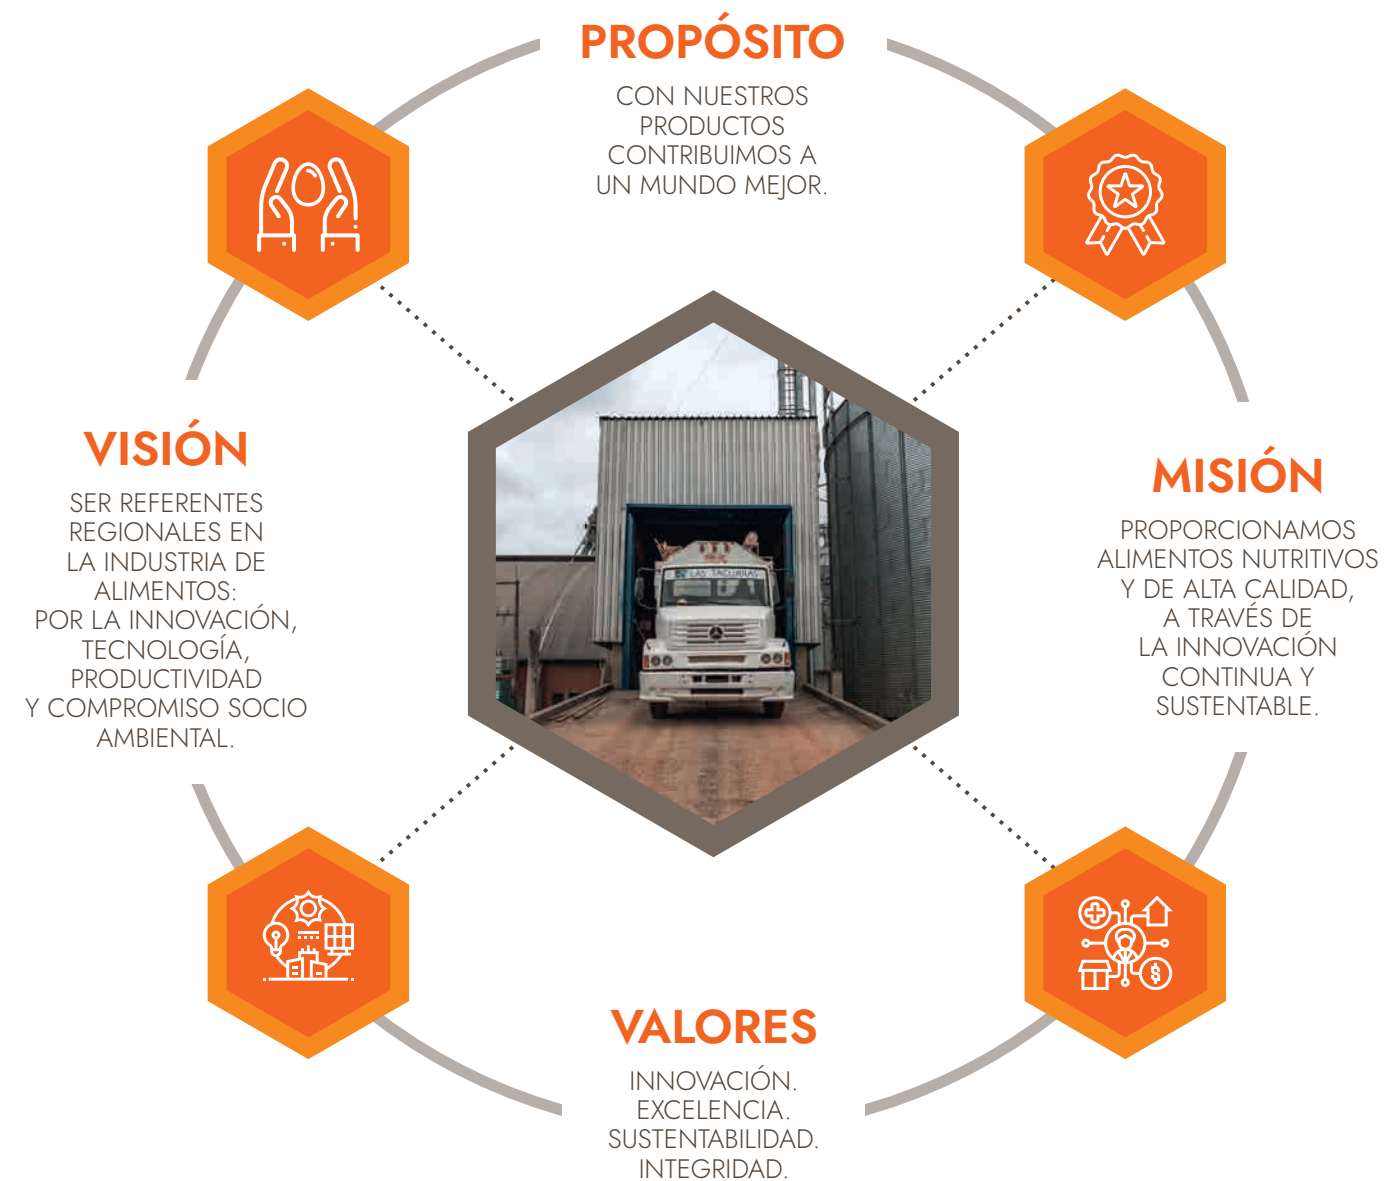 PROPÓSITO
CON NUESTROS
PRODUCTOS
CONTRIBUIMOS A
UN MUNDO MEJOR.
VISIÓN
SER REFERENTES
REGIONALES EN
LA INDUSTRIA DE
ALIMENTOS:
POR LA INNOVACIÓN,
TECNOLOGÍA,
PRODUCTIVIDAD
Y COMPROMISO SOCIO
AMBIENTAL.
LAS TACURRAS
MISIÓN
PROPORCIONAMOS
ALIMENTOS NUTRITIVOS
Y DE ALTA CALIDAD,
A TRAVÉS DE
LA INNOVACIÓN
CONTINUA Y
SUSTENTABLE.
$
VALORES
INNOVACIÓN.
EXCELENCIA.
SUSTENTABILIDAD.
INTEGRIDAD.